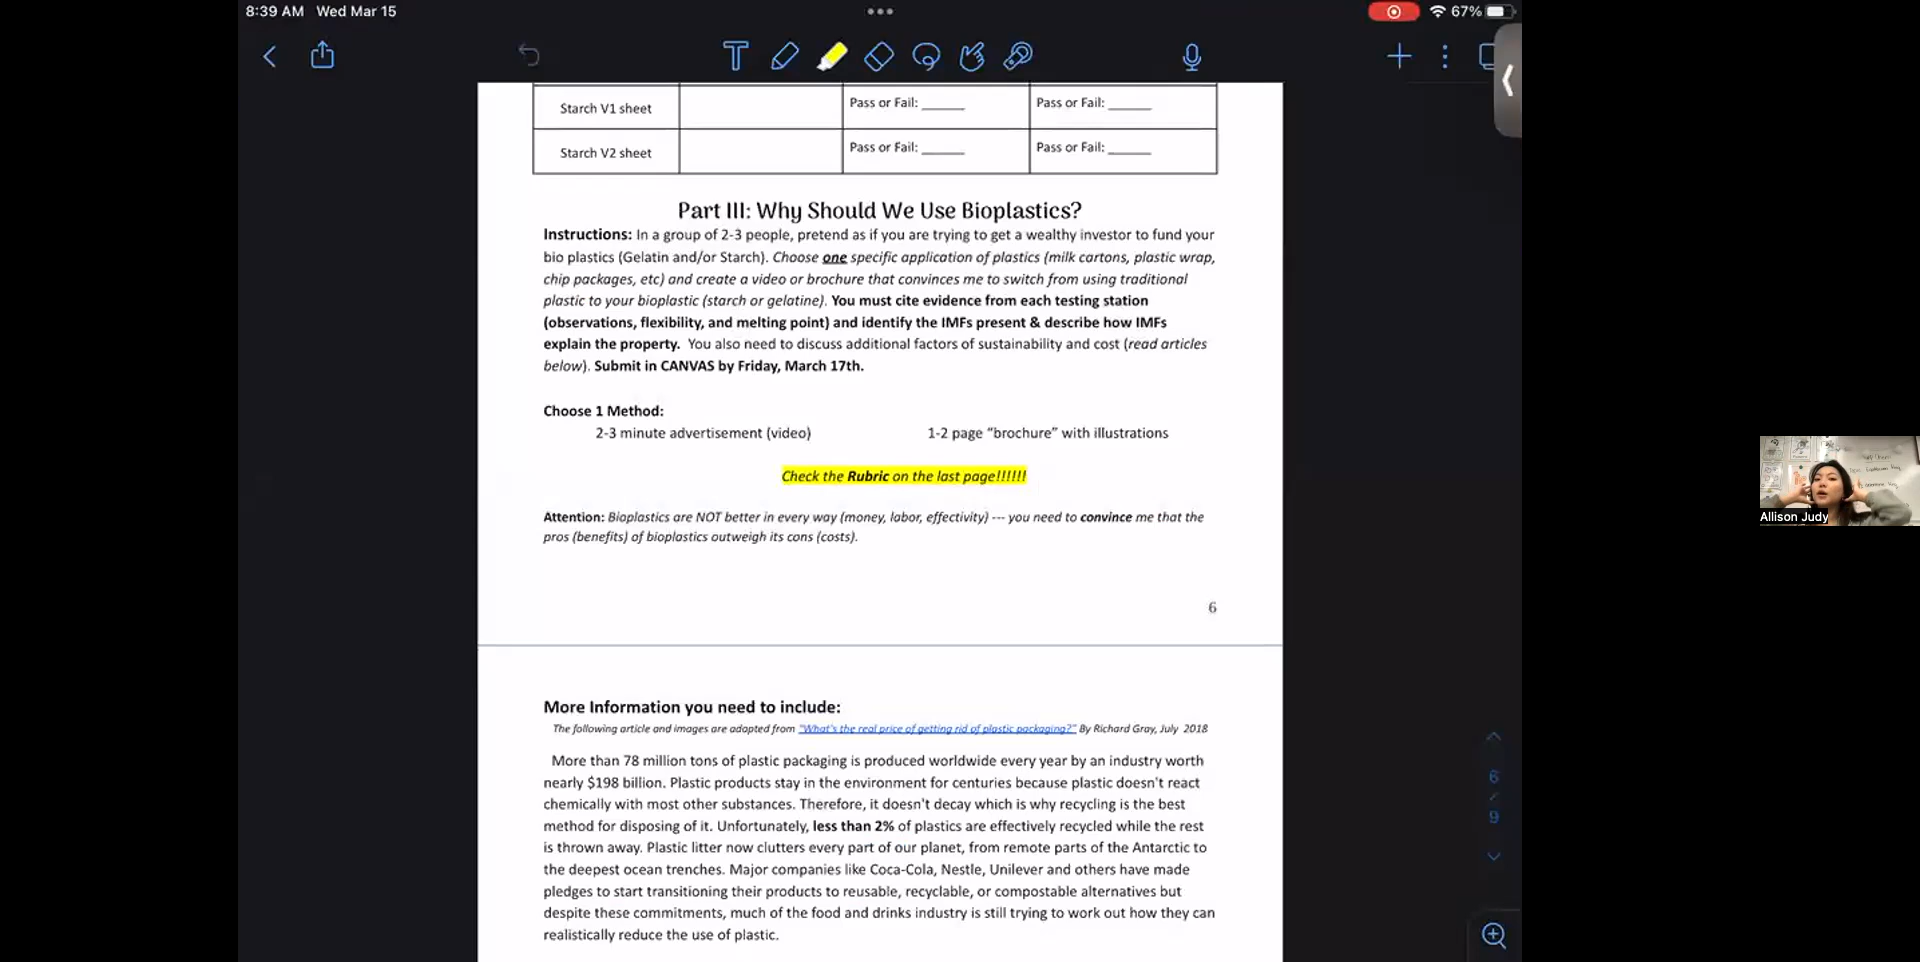 8:39 AM Wed Mar 15
67%
Starch V1 sheet
Pass or Fail: ______
Pass or Fail: ______
Starch V2 sheet
Pass or Fail: ______
Pass or Fail: ______
Part III: Why Should We Use Bioplastics?
Instructions: In a group of 2-3 people, pretend as if you are trying to get a wealthy investor to fund your
bio plastics (Gelatin and/or Starch). Choose one specific application of plastics (milk cartons, plastic wrap,
chip packages, etc) and create a video or brochure that convinces me to switch from using traditional
plastic to your bioplastic (starch or gelatine). You must cite evidence from each testing station
(observations, flexibility, and melting point) and identify the IMFs present & describe how IMFs
explain the property. You also need to discuss additional factors of sustainability and cost (read articles
below). Submit in CANVAS by Friday, March 17th.
Choose 1 Method:
2-3 minute advertisement (video)
1-2 page “brochure” with illustrations
Check the Rubric on the last page!!!!!!
Attention: Bioplastics are NOT better in every way (money, labor, effectivity) --- you need to convince me that the
pros (benefits) of bioplastics outweigh its cons (costs).
6
More Information you need to include:
The following article and images are adapted from "What's the real price of getting rid of plastic packaging?" By Richard Gray, July 2018
More than 78 million tons of plastic packaging is produced worldwide every year by an industry worth
nearly $198 billion. Plastic products stay in the environment for centuries because plastic doesn't react
chemically with most other substances. Therefore, it doesn't decay which is why recycling is the best
method for disposing of it. Unfortunately, less than 2% of plastics are effectively recycled while the rest
is thrown away. Plastic litter now clutters every part of our planet, from remote parts of the Antarctic to
the deepest ocean trenches. Major companies like Coca-Cola, Nestle, Unilever and others have made
pledges to start transitioning their products to reusable, recyclable, or compostable alternatives but
despite these commitments, much of the food and drinks industry is still trying to work out how they can
realistically reduce the use of plastic.
6
9
Allison Judy